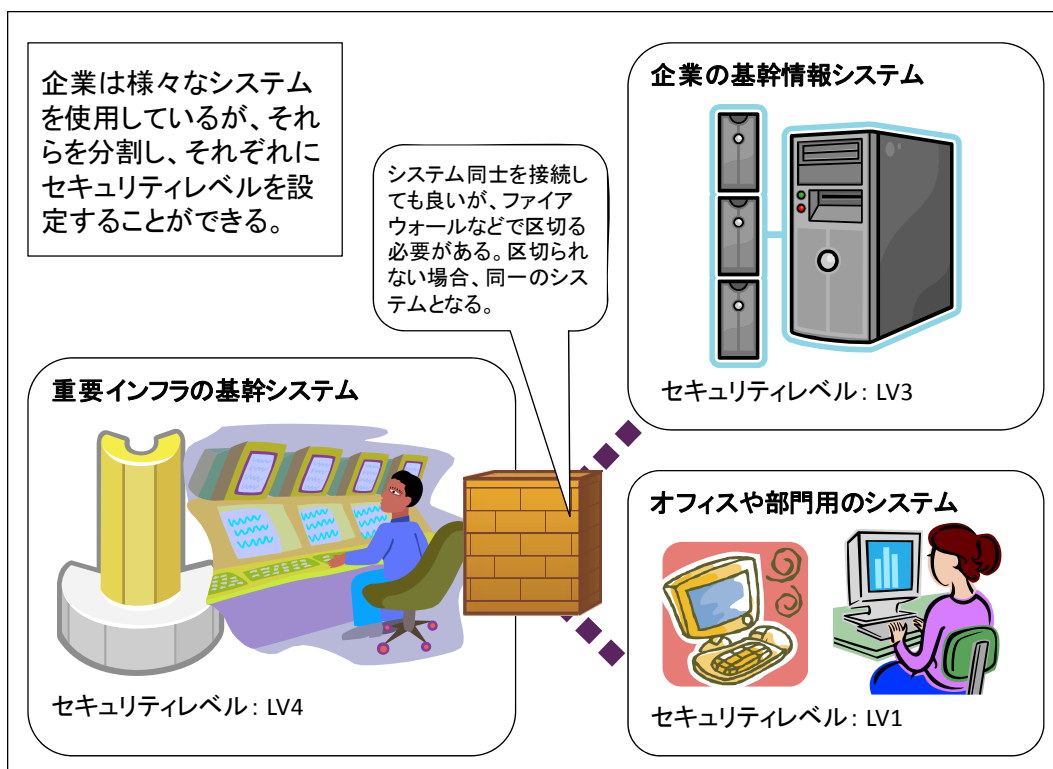 企業は様々なシステム
を使用しているが、それ
らを分割し、それぞれに
セキュリティレベルを設
定することができる。
システム同士を接続し
ても良いが、ファイア
ウォールなどで区切る
必要がある。区切られ
ない場合、同一のシス
テムとなる。
企業の基幹情報システム
セキュリティレベル: LV3
重要インフラの基幹システム
セキュリティレベル: LV4
オフィスや部門用のシステム
セキュリティレベル: LV1